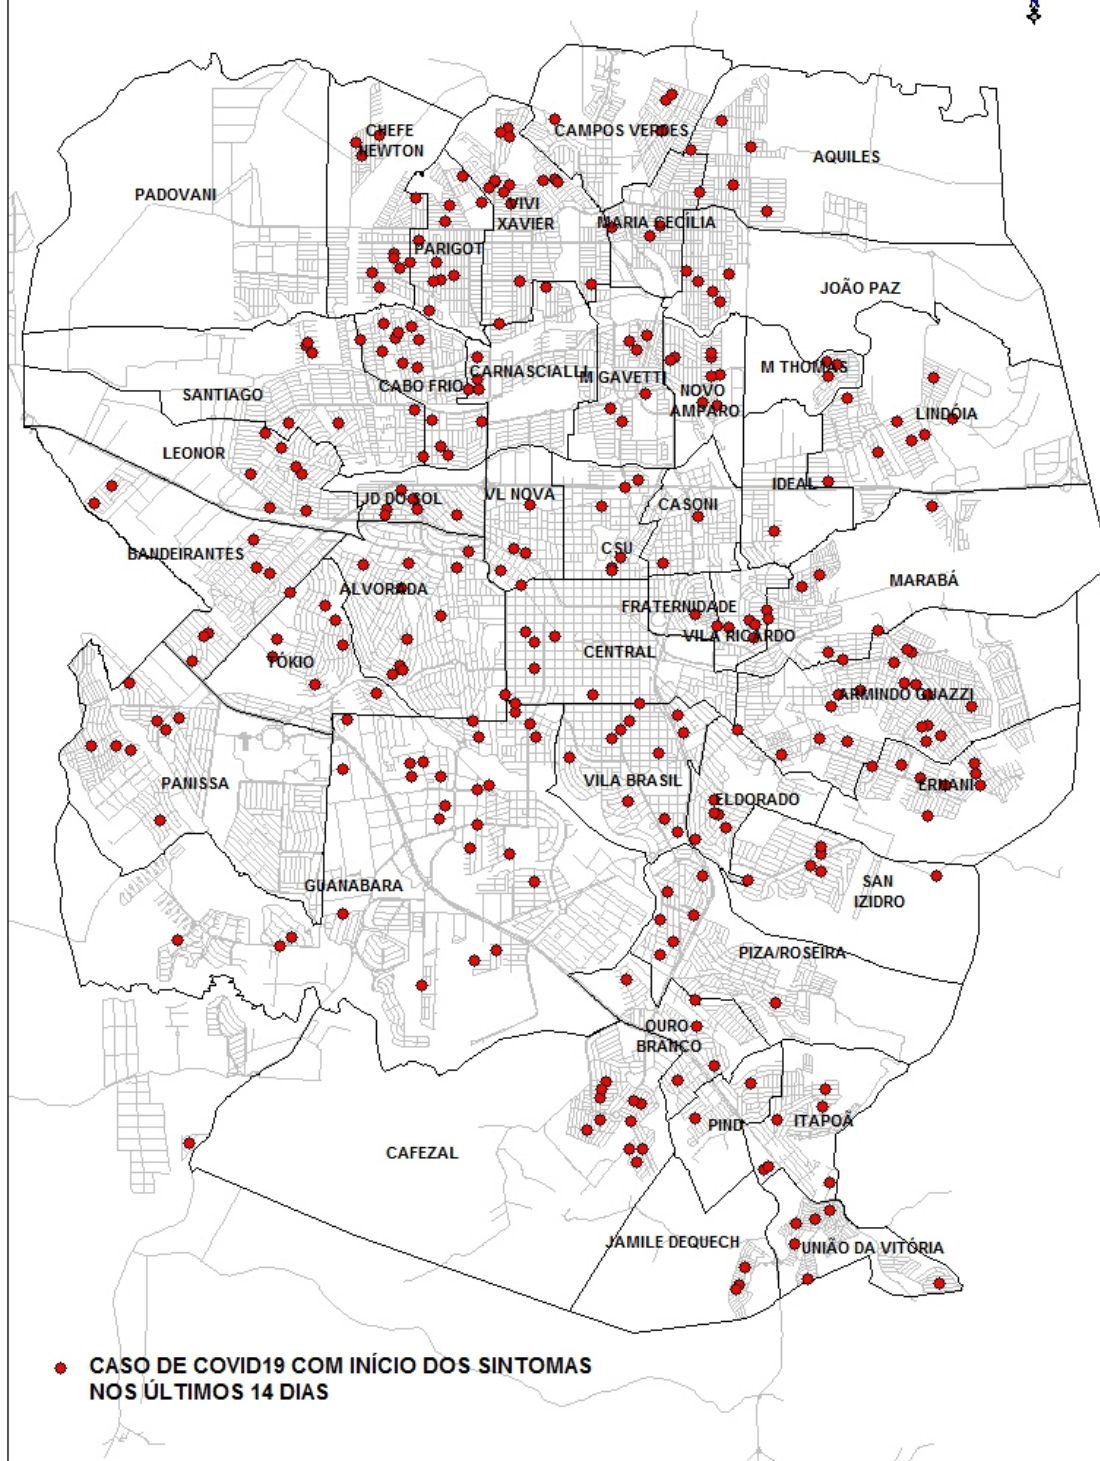 N
CHEFE
NEWTON
CAMPOS VERDES
AQUILES
PADOVANI
VIVI
XAVIER
MARIA CECÍLIA
PARIGOT
JOÃO PAZ
CARNASCIALLI
M GAVETTI
M THOMAS
CABO FRIO
NOVO
AMPARO
SANTIAGO
LINDÓIA
LEONOR
IDEAL
JD DO SOL
VL NOVA
CASONI
BANDEIRANTES
CSU
ALVORADA
MARABÁ
FRATERNIDADE
VILA RICARDO
TÓKIO
CENTRAL
ARMINDO GUAZZI
PANISSA
VILA BRASIL
ERNANI
ELDORADO
GUANABARA
SAN
IZIDRO
PIZA/ROSEIRA
OURO
BRANCO
PIND
ITAPOÃ
CAFEZAL
JAMILE DEQUECH
UNIÃO DA VITÓRIA
CASO DE COVID19 COM INÍCIO DOS SINTOMAS
NOS ÚLTIMOS 14 DIAS